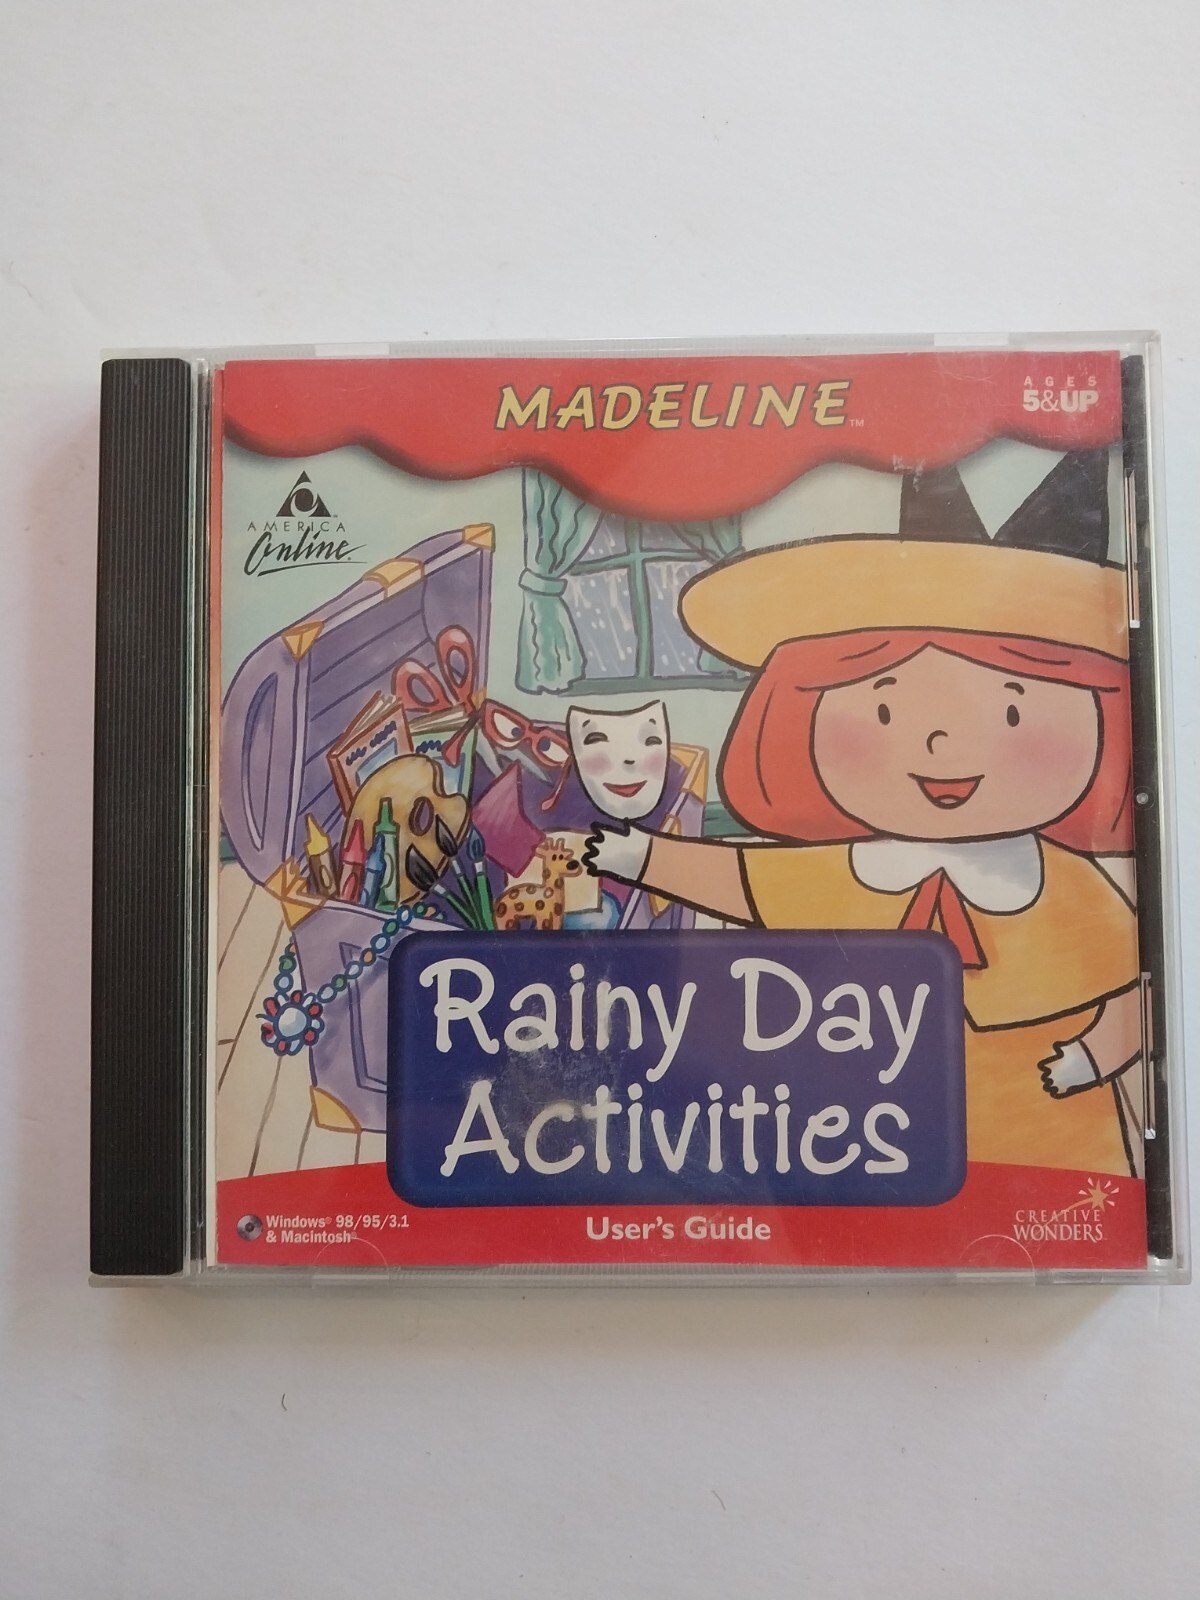 MADELINE™
AGES
5&UP
AMERICA
Online
Rainy Day
Activities
Windows® 98/95/3.1
& Macintosh®
User's Guide
CREATIVE
WONDERS